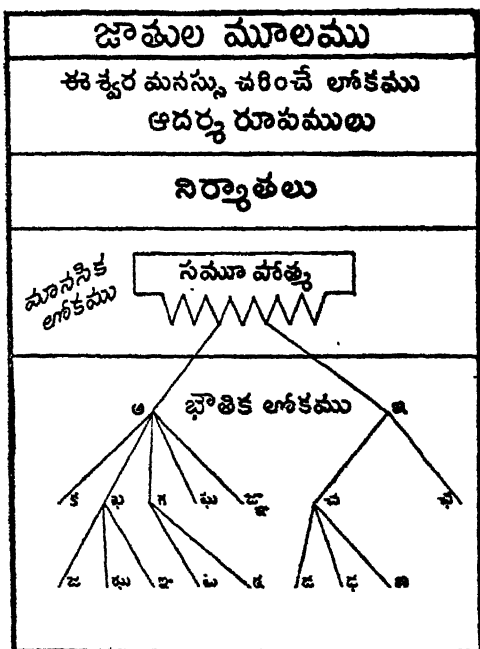 జాతుల మూలము
ఈశ్వర మనస్సు చరించే లోకము
ఆదర్శ రూపములు
నిర్మాతలు
మానసిక
లోకము
సమూహాత్మ
అ భౌతిక లోకము ఇ
క ఖ గ ఘ జ్ఞ చ ఛ
జ ఝ ఞ ట ఠ డ ఢ ణ